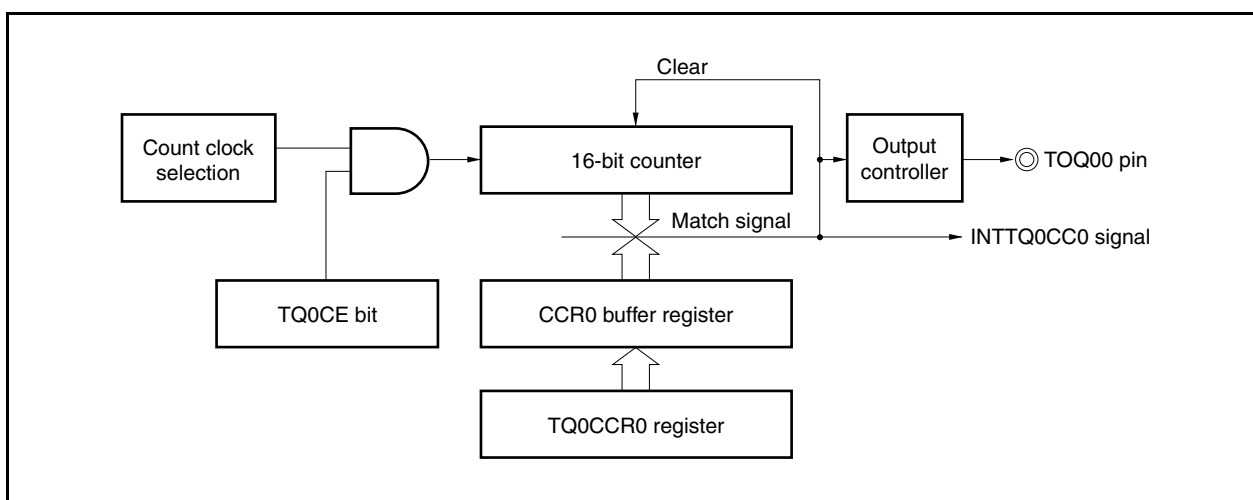 Clear
Count clock
selection
16-bit counter
Output
controller
TOQ00 pin
Match signal
INTTQ0CC0 signal
TQ0CE bit
CCR0 buffer register
TQ0CCR0 register